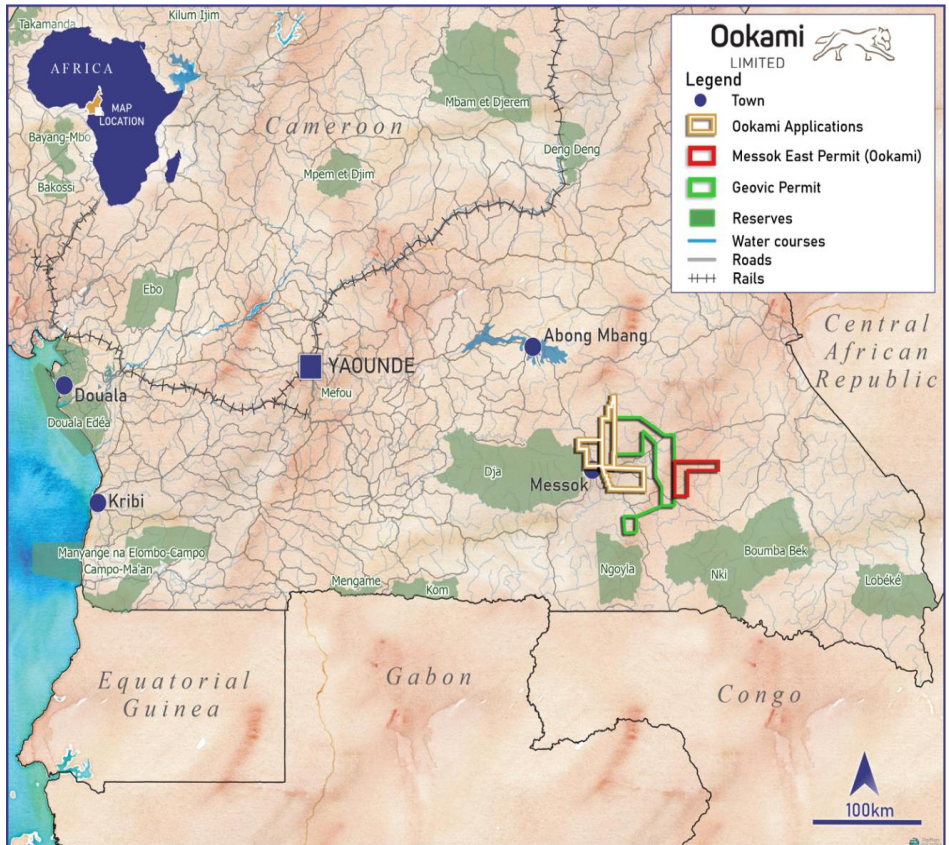 Takamanda
Kilum Ijim
AFRICA
MAP
LOCATION
Bayang-Mbo
Bakossi
Cameroon
Mbam et Djerem
Mpem et Djim
Deng Deng
Ookami
LIMITED
Legend
Town
Ookami Applications
Messok East Permit (Ookami)
Geovic Permit
Reserves
Water courses
Roads
Rails
Ebo
Abong Mbang
Central
African
Republic
YAOUNDE
Mefou
Douala
Douala Edéa
Dja
Messok
Kribi
Manyange na Elombo-Campo
Campo-Ma'an
Mengame
Kom
Ngoyla
Nki
Boumba Bek
Lobéké
Equatorial
Guinea
Gabon
Congo
100km